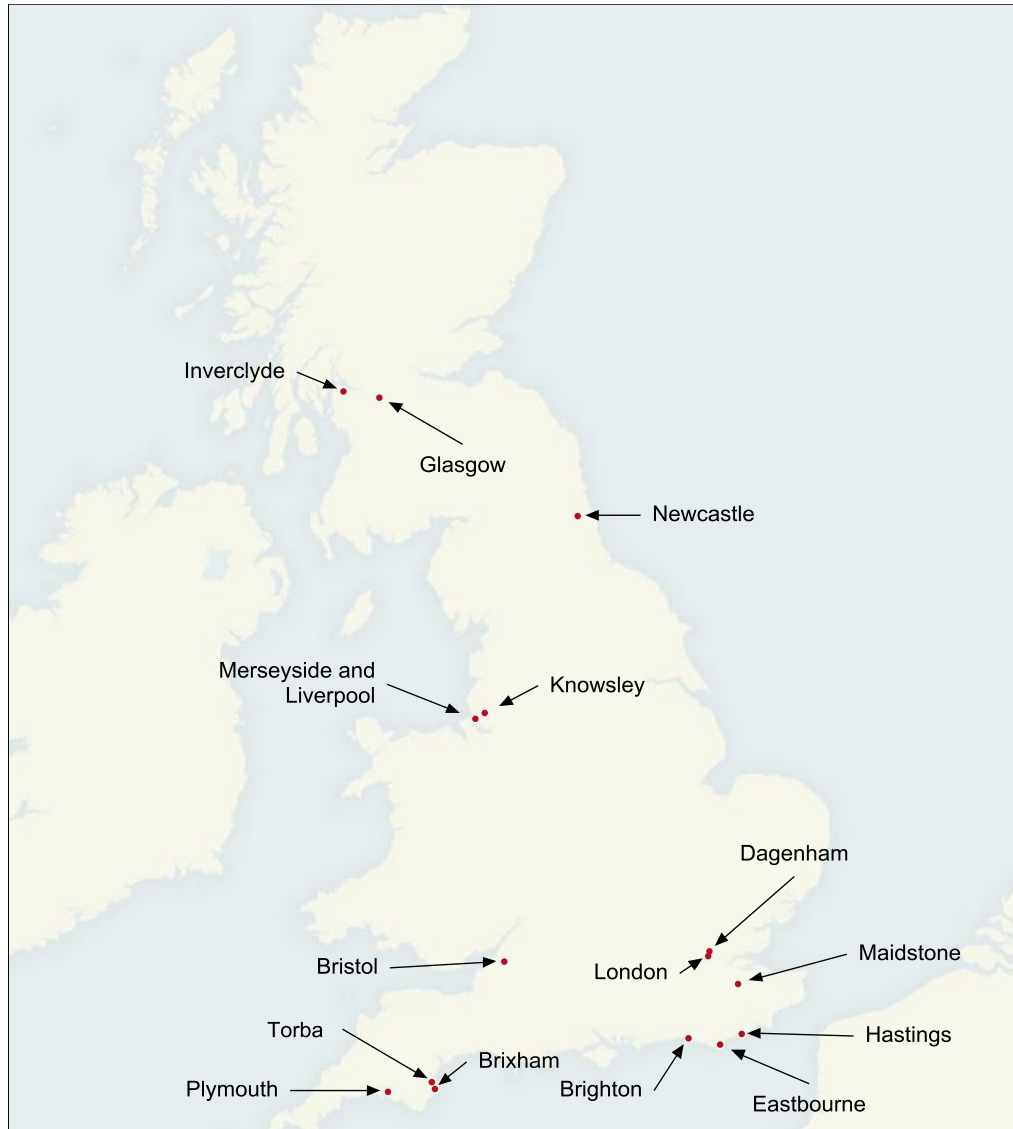 Inverclyde
Glasgow
Newcastle
Merseyside and
Liverpool
Knowsley
Dagenham
Maidstone
Bristol
London
Torba
Hastings
Brixham
Plymouth
Brighton
Eastbourne